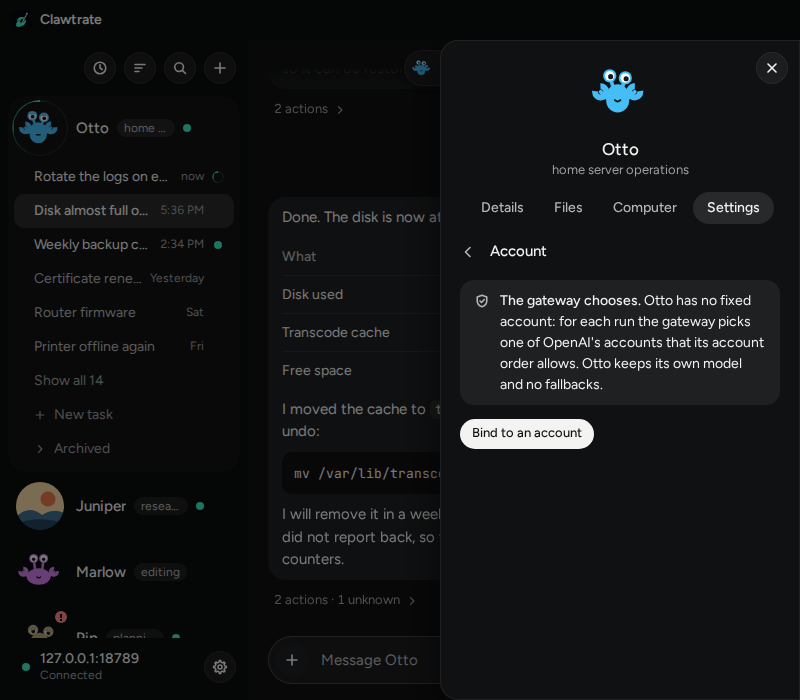 Clawtrate
Otto
home ...
Rotate the logs on e... now
Disk almost full o... 5:36 PM
Weekly backup c... 2:34 PM
Certificate rene... Yesterday
Router firmware Sat
Printer offline again Fri
Show all 14
New task
Archived
Juniper
resea...
Marlow
editing
Pip
planni...
127.0.0.1:18789
Connected
2 actions
Done. The disk is now at
What
Disk used
Transcode cache
Free space
I moved the cache to
undo:
mv /var/lib/transc
I will remove it in a
did not report back, so
counters.
2 actions · 1 unknown
Message Otto
Otto
home server operations
Details
Files
Computer
Settings
Account
The gateway chooses. Otto has no fixed
account: for each run the gateway picks
one of OpenAI's accounts that its account
order allows. Otto keeps its own model
and no fallbacks.
Bind to an account